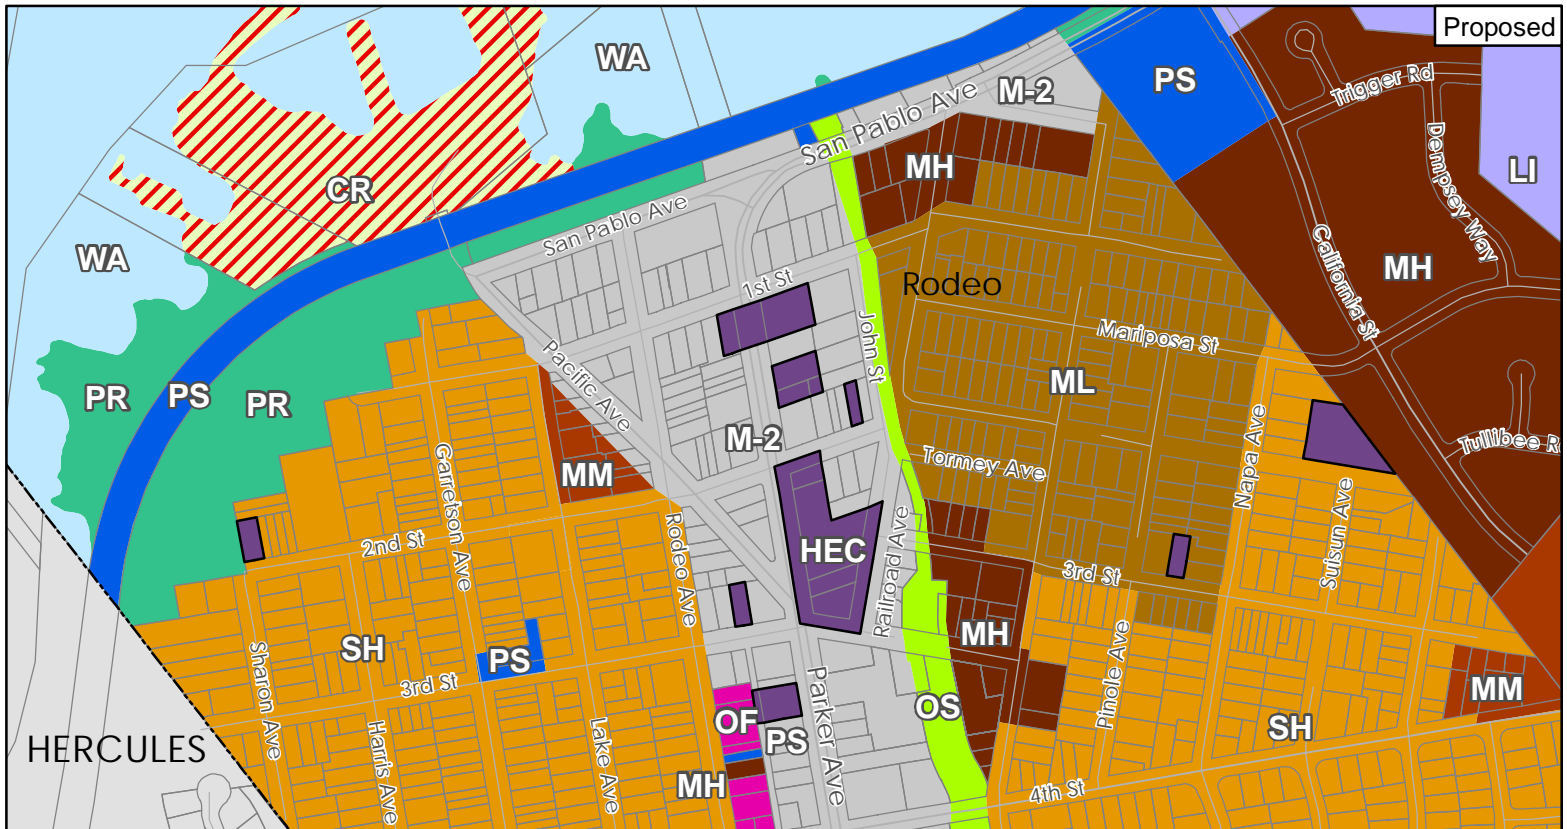 Proposed
WA
M-2
PS
Trigger Rd
San Pablo Ave
Dempsey Way
MH
LI
CR
San Pablo Ave
WA
California St
MH
1st St
Rodeo
John St
Mariposa St
Pacific Ave
ML
PR
PS
PR
M-2
Napa Ave
Tullibee R
Garretson Ave
MM
Tormey Ave
Suisun Ave
2nd St
Rodeo Ave
HEC
Railroad Ave
3rd St
SH
PS
MH
Pinole Ave
Sharon Ave
3rd St
Parker Ave
MM
OF
OS
SH
HERCULES
Harris Ave
Lake Ave
PS
MH
4th St